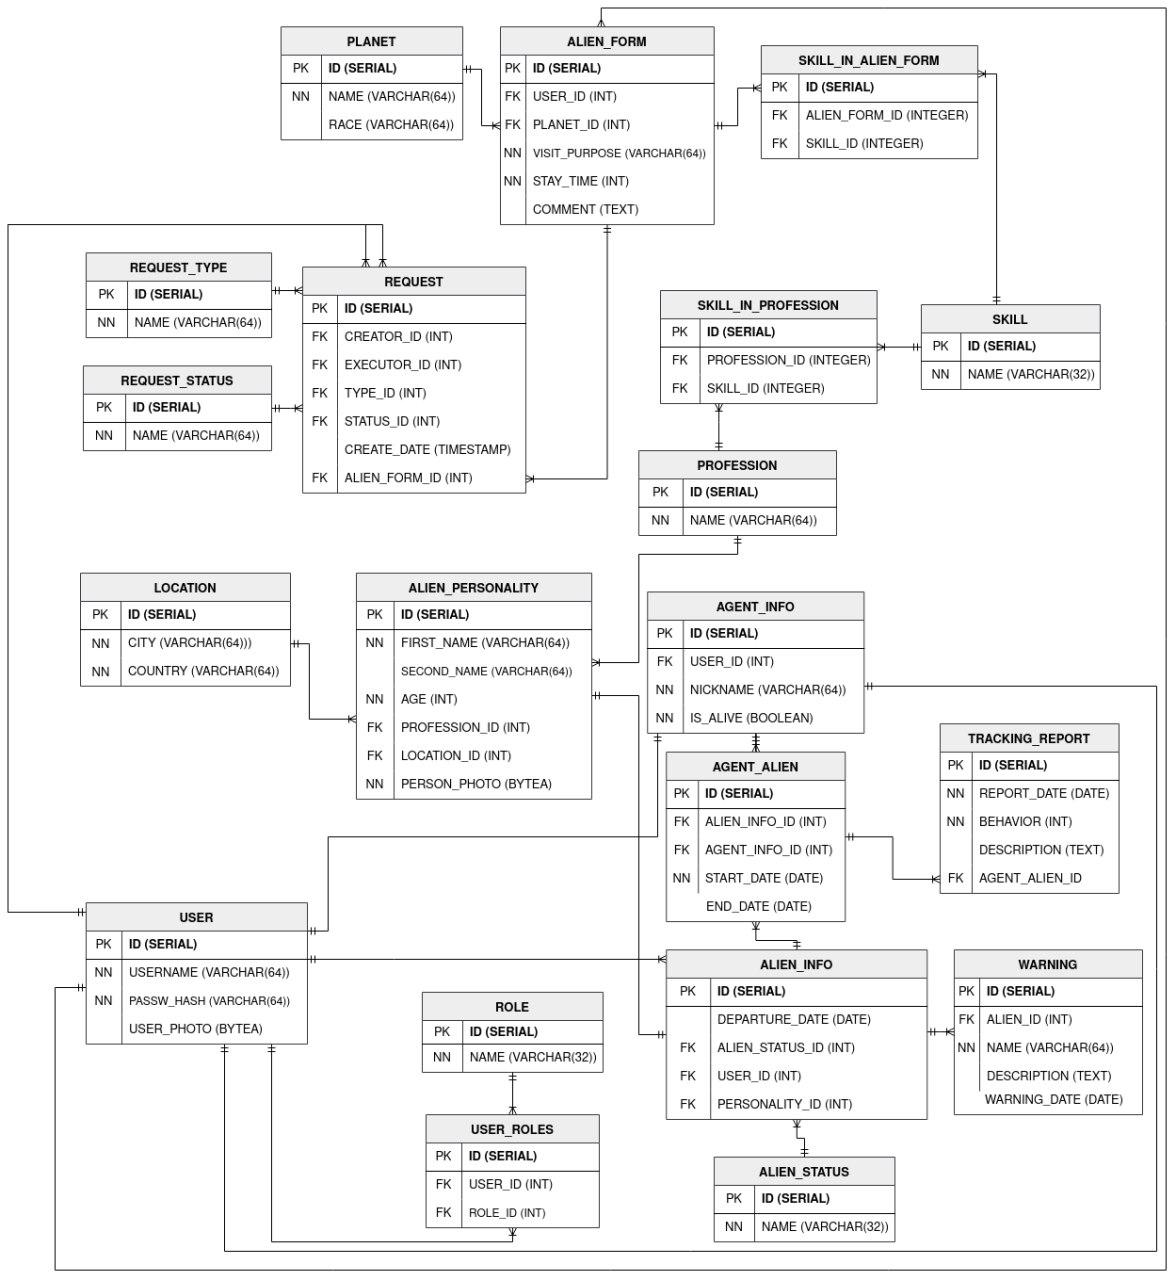 PLANET
PK ID (SERIAL)
NN NAME (VARCHAR(64))
RACE (VARCHAR(64))
ALIEN_FORM
PK ID (SERIAL)
FK USER_ID (INT)
FK PLANET_ID (INT)
NN VISIT_PURPOSE (VARCHAR(64))
NN STAY_TIME (INT)
COMMENT (TEXT)
SKILL_IN_ALIEN_FORM
PK ID (SERIAL)
FK ALIEN_FORM_ID (INTEGER)
FK SKILL_ID (INTEGER)
REQUEST_TYPE
PK ID (SERIAL)
NN NAME (VARCHAR(64))
REQUEST_STATUS
PK ID (SERIAL)
NN NAME (VARCHAR(64))
REQUEST
PK ID (SERIAL)
FK CREATOR_ID (INT)
FK EXECUTOR_ID (INT)
FK TYPE_ID (INT)
FK STATUS_ID (INT)
CREATE_DATE (TIMESTAMP)
FK ALIEN_FORM_ID (INT)
SKILL_IN_PROFESSION
PK ID (SERIAL)
FK PROFESSION_ID (INTEGER)
FK SKILL_ID (INTEGER)
SKILL
PK ID (SERIAL)
NN NAME (VARCHAR(32))
PROFESSION
PK ID (SERIAL)
NN NAME (VARCHAR(64))
LOCATION
PK ID (SERIAL)
NN CITY (VARCHAR(64)))
NN COUNTRY (VARCHAR(64))
ALIEN_PERSONALITY
PK ID (SERIAL)
NN FIRST_NAME (VARCHAR(64))
SECOND_NAME (VARCHAR(64))
NN AGE (INT)
FK PROFESSION_ID (INT)
FK LOCATION_ID (INT)
NN PERSON_PHOTO (BYTEA)
AGENT_INFO
PK ID (SERIAL)
FK USER_ID (INT)
NN NICKNAME (VARCHAR(64))
NN IS_ALIVE (BOOLEAN)
AGENT_ALIEN
PK ID (SERIAL)
FK ALIEN_INFO_ID (INT)
FK AGENT_INFO_ID (INT)
NN START_DATE (DATE)
END_DATE (DATE)
TRACKING_REPORT
PK ID (SERIAL)
NN REPORT_DATE (DATE)
NN BEHAVIOR (INT)
DESCRIPTION (TEXT)
FK AGENT_ALIEN_ID
USER
PK ID (SERIAL)
NN USERNAME (VARCHAR(64))
NN PASSW_HASH (VARCHAR(64))
USER_PHOTO (BYTEA)
ALIEN_INFO
PK ID (SERIAL)
DEPARTURE_DATE (DATE)
FK ALIEN_STATUS_ID (INT)
FK USER_ID (INT)
FK PERSONALITY_ID (INT)
WARNING
PK ID (SERIAL)
FK ALIEN_ID (INT)
NN NAME (VARCHAR(64))
DESCRIPTION (TEXT)
WARNING_DATE (DATE)
ROLE
PK ID (SERIAL)
NN NAME (VARCHAR(32))
USER_ROLES
PK ID (SERIAL)
FK USER_ID (INT)
FK ROLE_ID (INT)
ALIEN_STATUS
PK ID (SERIAL)
NN NAME (VARCHAR(32))